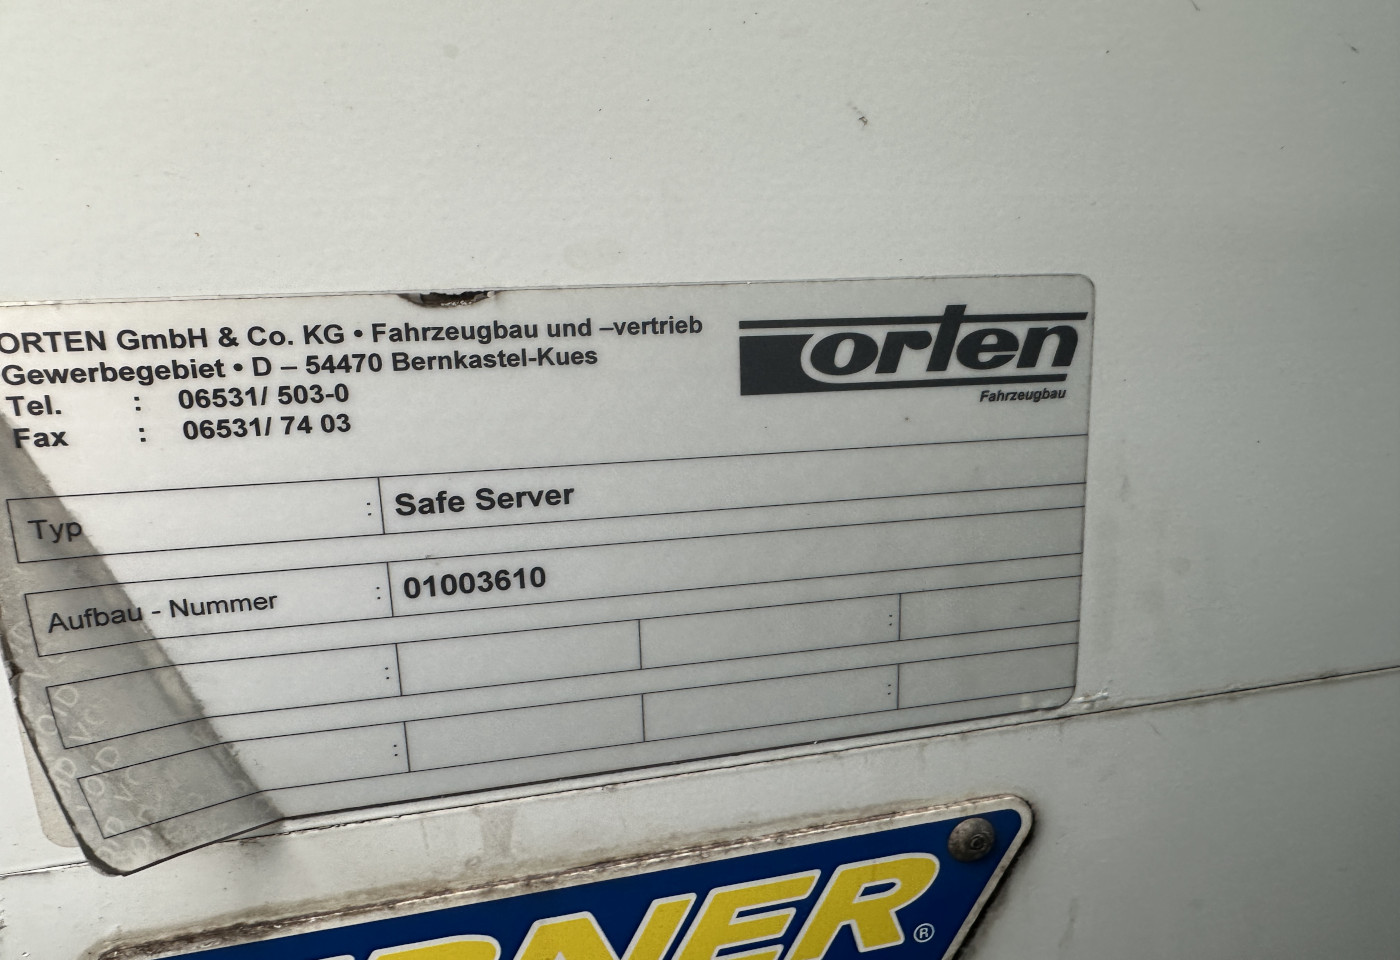 ORTEN GmbH & Co. KG • Fahrzeugbau und –vertrieb
Gewerbegebiet • D – 54470 Bernkastel-Kues
Tel. : 06531/ 503-0
Fax : 06531/ 74 03
orten
Fahrzeugbau
Typ : Safe Server
Aufbau - Nummer : 01003610
:
:
:
: